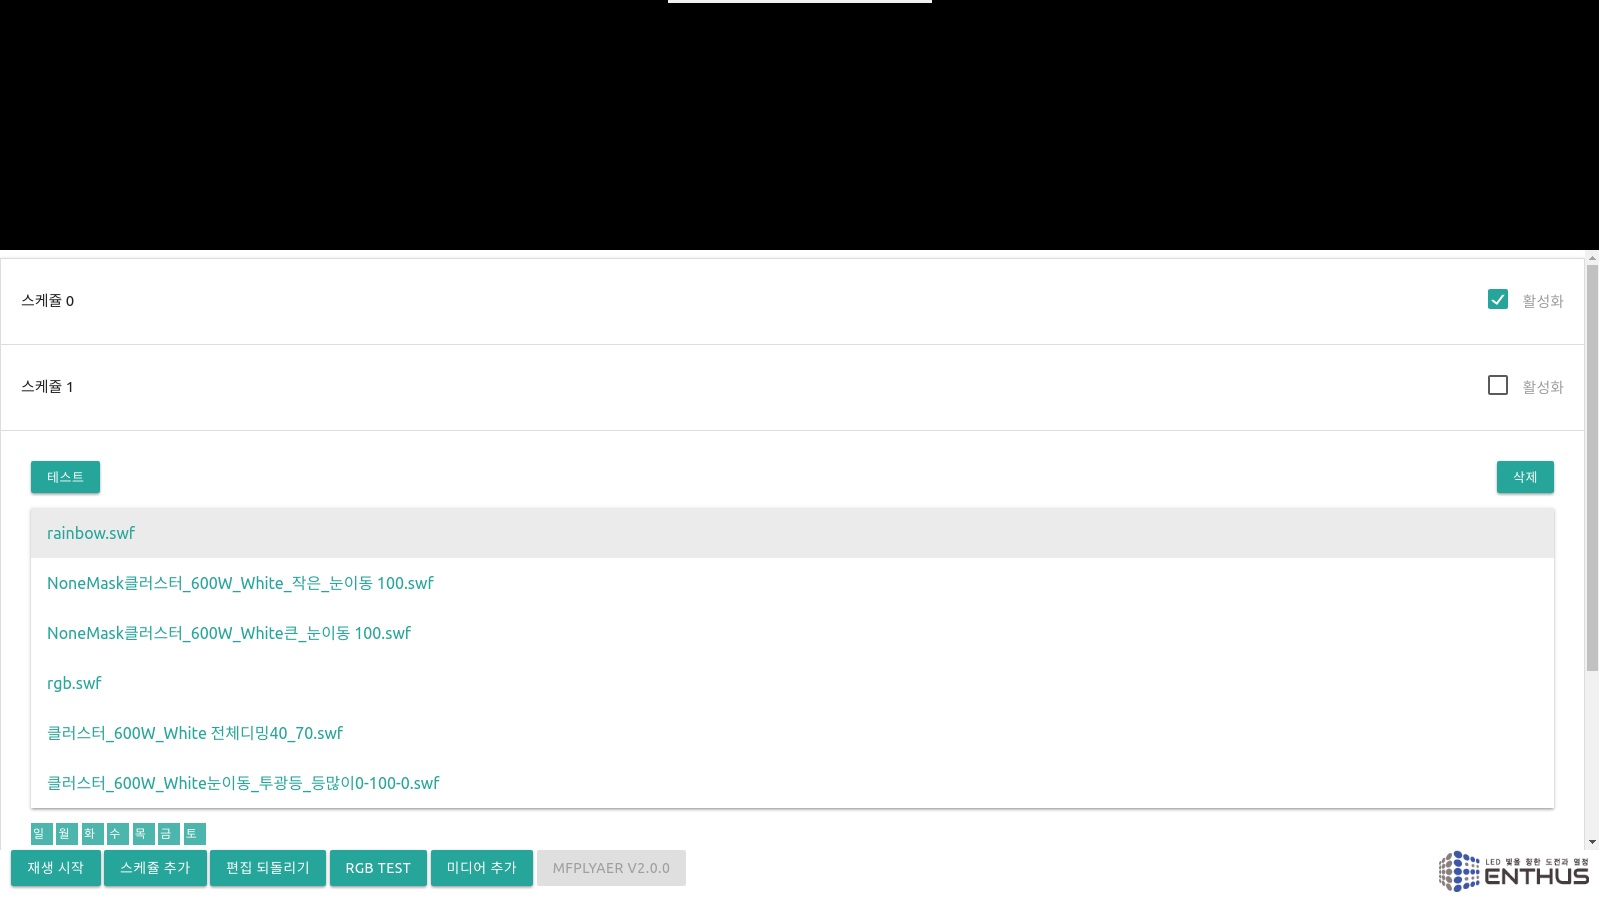 스케쥴 0
활성화
스케쥴 1
활성화
테스트
삭제
rainbow.swf
NoneMask클러스터_600W_White_작은_눈이동 100.swf
NoneMask클러스터_600W_White큰_눈이동 100.swf
rgb.swf
클러스터_600W_White 전체디밍40_70.swf
클러스터_600W_White눈이동_투광등_등많이0-100-0.swf
일 월 화 수 목 금 토
재생 시작
스케쥴 추가
편집 되돌리기
RGB TEST
미디어 추가
MFPLYAER V2.0.0
LED 빛을 향한 도전과 열정
ENTHUS